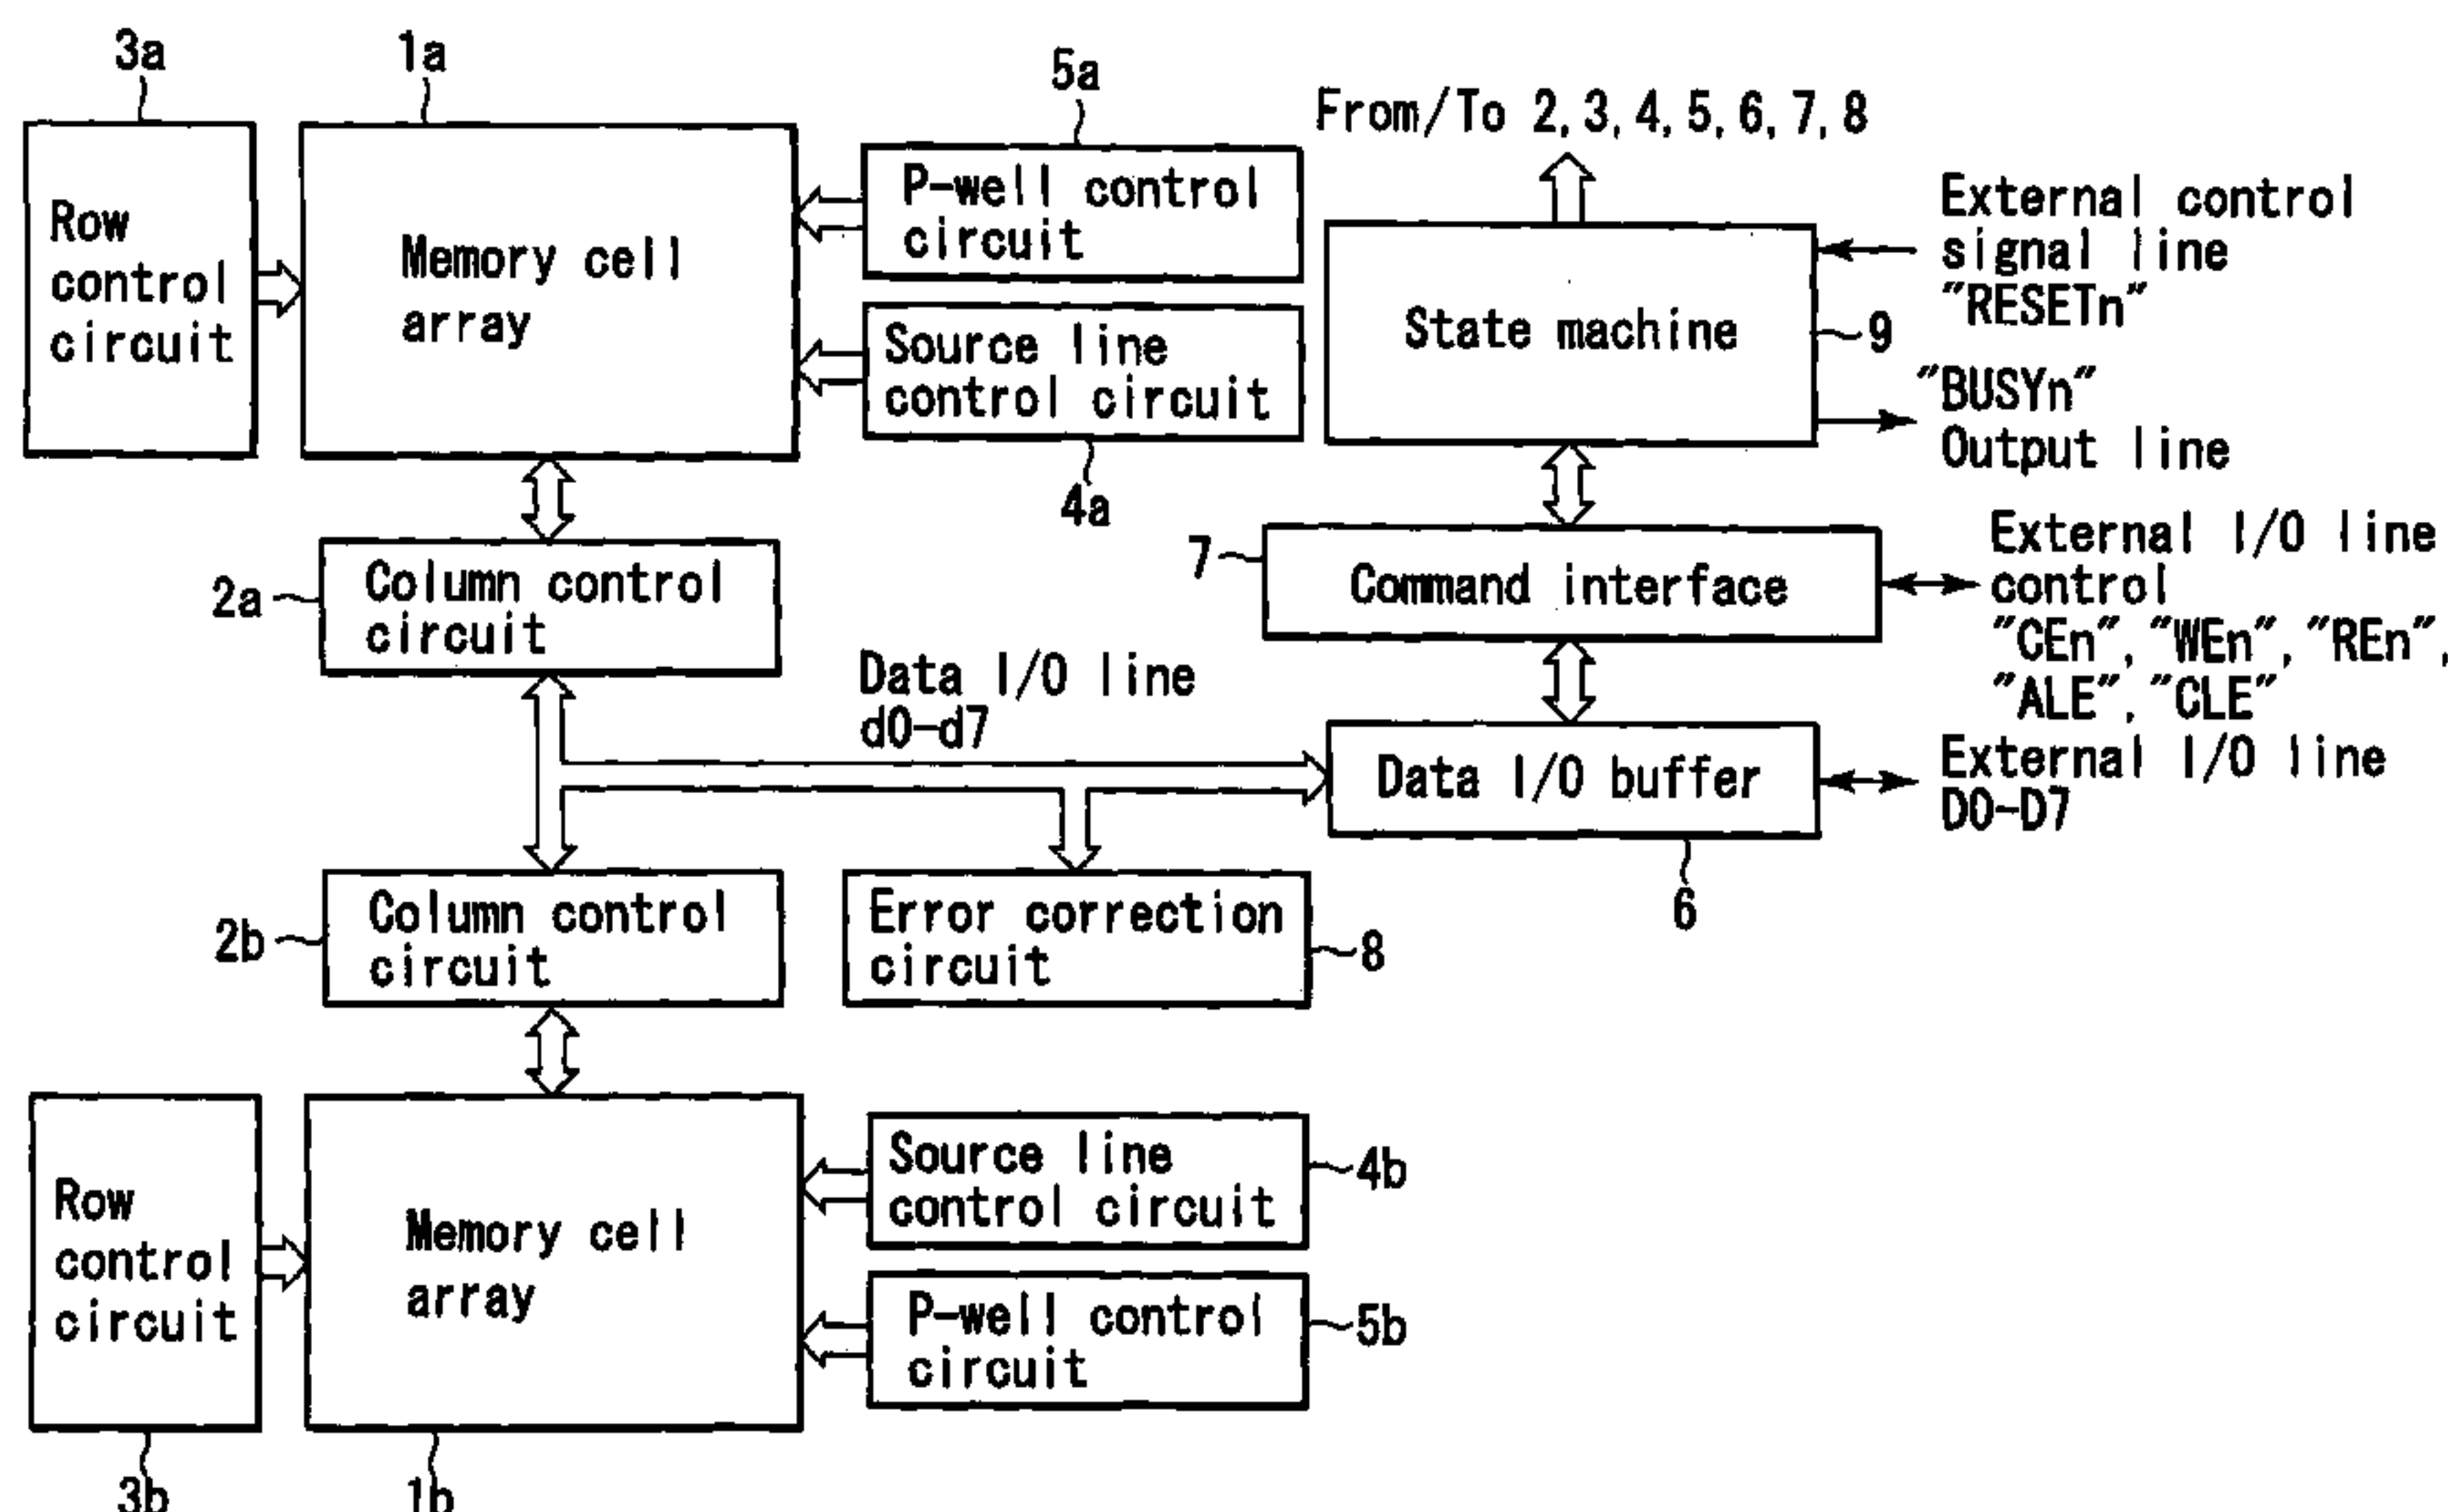 3a
1a
5a
From/To 2, 3, 4, 5, 6, 7, 8
Row
control
circuit
Memory cell
array
P-well control
circuit
Source line
control circuit
4a
State machine
9
External control
signal line
"RESETn"
"BUSYn"
Output line
2a
Column control
circuit
7
Command interface
External I/O line
control
"CEn", "WEn", "REn",
"ALE", "CLE"
Data I/O line
d0-d7
Data I/O buffer
6
External I/O line
D0-D7
2b
Column control
circuit
Error correction
circuit
8
Row
control
circuit
Memory cell
array
Source line
control circuit
4b
P-well control
circuit
5b
3b
1b